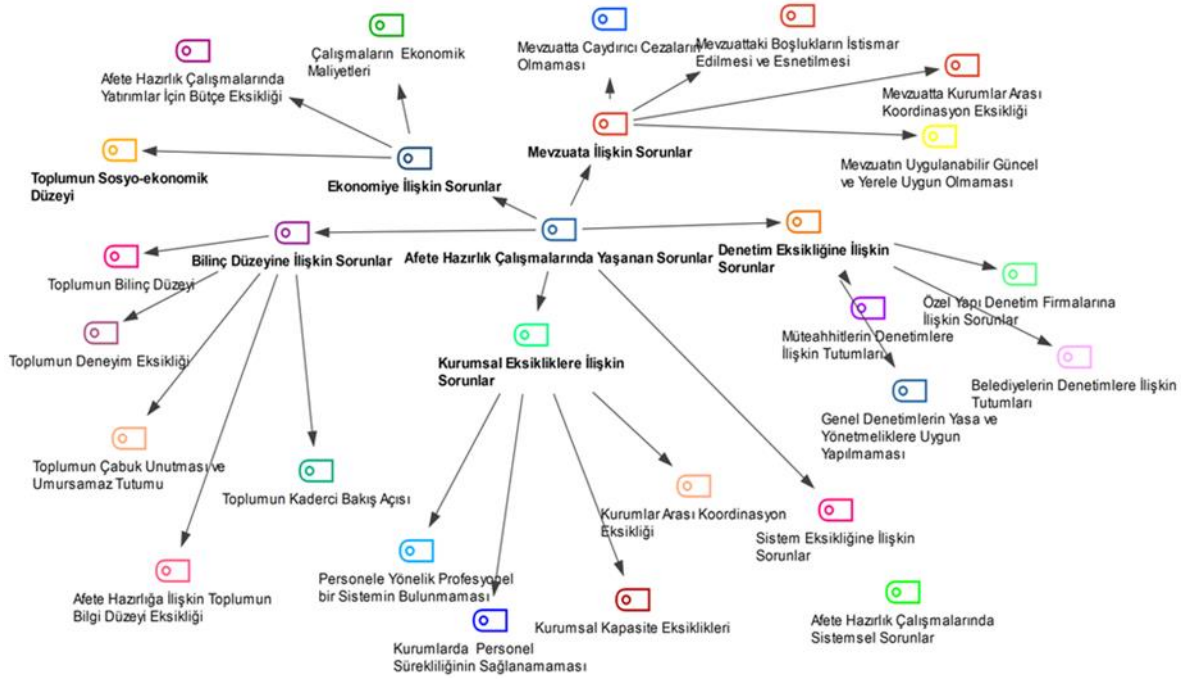 Çalışmaların Ekonomik
Maliyetleri
Mevzuatta Caydırıcı Cezaların
Olmaması
Mevzuattaki Boşlukların İstismar
Edilmesi ve Esnetilmesi
Afete Hazırlık Çalışmalarında
Yatırımlar İçin Bütçe Eksikliği
Mevzuatta Kurumlar Arası
Koordinasyon Eksikliği
Mevzuata İlişkin Sorunlar
Mevzuatın Uygulanabilir Güncel
ve Yerele Uygun Olmaması
Toplumun Sosyo-ekonomik
Düzeyi
Ekonomiye İlişkin Sorunlar
Bilinç Düzeyine İlişkin Sorunlar
Afete Hazırlık Çalışmalarında Yaşanan Sorunlar
Denetim Eksikliğine İlişkin
Sorunlar
Toplumun Bilinç Düzeyi
Özel Yapı Denetim Firmalarına
İlişkin Sorunlar
Müteahhitlerin Denetimlere
İlişkin Tutumları
Toplumun Deneyim Eksikliği
Kurumsal Eksikliklere İlişkin
Sorunlar
Belediyelerin Denetimlere İlişkin
Tutumları
Genel Denetimlerin Yasa ve
Yönetmeliklere Uygun
Yapılmaması
Toplumun Çabuk Unutması ve
Umursamaz Tutumu
Toplumun Kaderci Bakış Açısı
Kurumlar Arası Koordinasyon
Eksikliği
Sistem Eksikliğine İlişkin
Sorunlar
Personele Yönelik Profesyonel
bir Sistemin Bulunmaması
Afete Hazırlığa İlişkin Toplumun
Bilgi Düzeyi Eksikliği
Kurumsal Kapasite Eksiklikleri
Afete Hazırlık Çalışmalarında
Sistemsel Sorunlar
Kurumlarda Personel
Sürekliliğinin Sağlanamaması